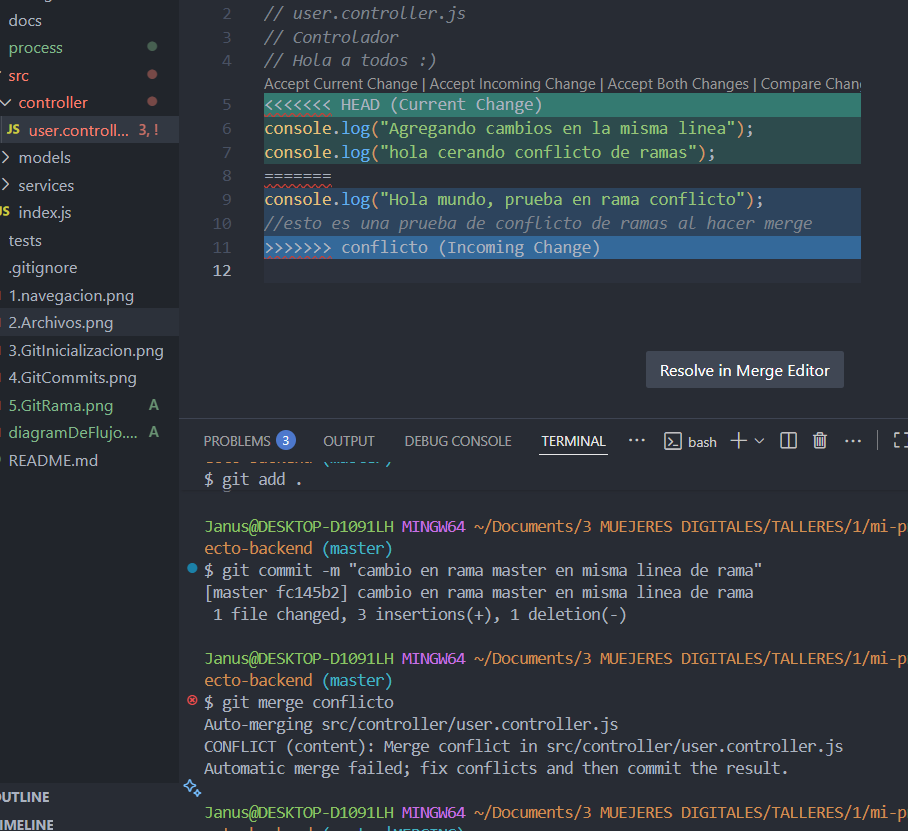 docs
process
src
controller
JS user.controll... 3, !
models
services
JS index.js
tests
.gitignore
1.navegacion.png
2.Archivos.png
3.GitInicializacion.png
4.GitCommits.png
5.GitRama.png A
diagramDeFlujo.... A
README.md
OUTLINE
TIMELINE
2 // user.controller.js
3 // Controlador
4 // Hola a todos :)
Accept Current Change | Accept Incoming Change | Accept Both Changes | Compare Chan
5 <<<<<<< HEAD (Current Change)
6 console.log("Agregando cambios en la misma linea");
7 console.log("hola cerando conflicto de ramas");
8 =======
9 console.log("Hola mundo, prueba en rama conflicto");
10 //esto es una prueba de conflicto de ramas al hacer merge
11 >>>>>>> conflicto (Incoming Change)
12
Resolve in Merge Editor
PROBLEMS 3 OUTPUT DEBUG CONSOLE TERMINAL ... bash ...
$ git add .
Janus@DESKTOP-D1091LH MINGW64 ~/Documents/3 MUEJERES DIGITALES/TALLERES/1/mi-p
ecto-backend (master)
$ git commit -m "cambio en rama master en misma linea de rama"
[master fc145b2] cambio en rama master en misma linea de rama
1 file changed, 3 insertions(+), 1 deletion(-)
Janus@DESKTOP-D1091LH MINGW64 ~/Documents/3 MUEJERES DIGITALES/TALLERES/1/mi-p
ecto-backend (master)
$ git merge conflicto
Auto-merging src/controller/user.controller.js
CONFLICT (content): Merge conflict in src/controller/user.controller.js
Automatic merge failed; fix conflicts and then commit the result.
Janus@DESKTOP-D1091LH MINGW64 ~/Documents/3 MUEJERES DIGITALES/TALLERES/1/mi-p